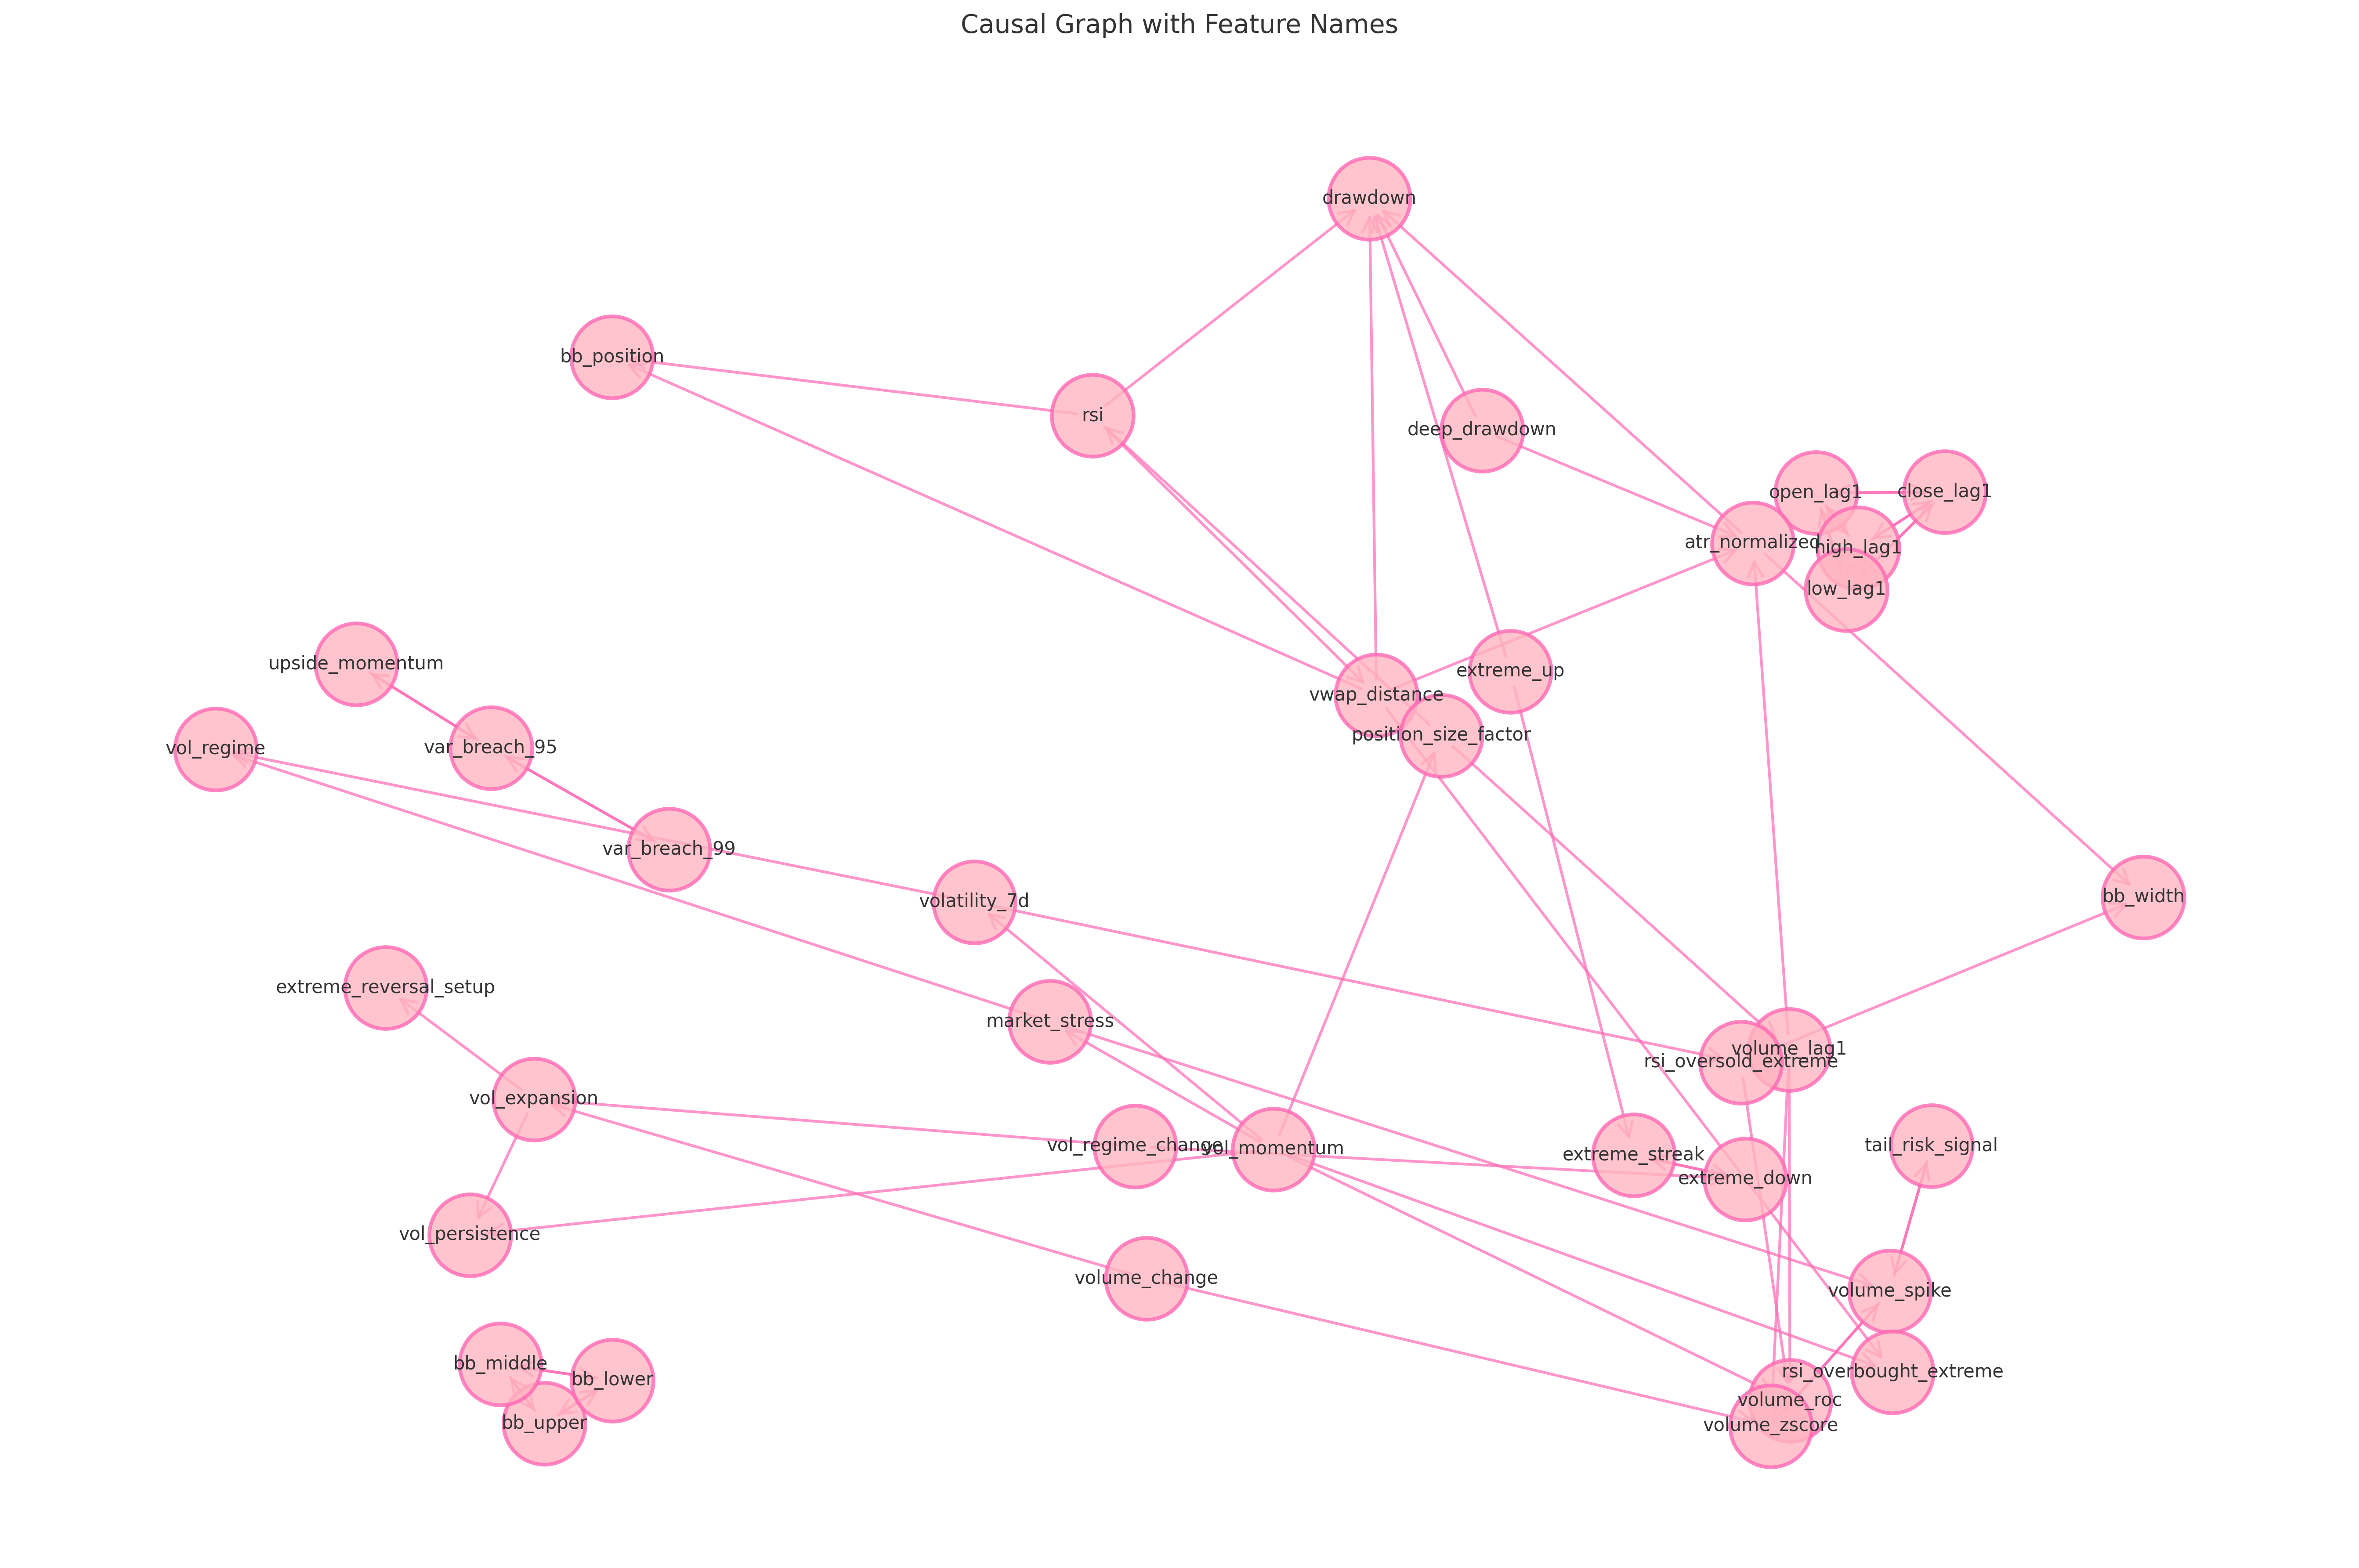 Causal Graph with Feature Names
drawdown
bb_position
rsi
deep_drawdown
open_lag1
close_lag1
atr_normalized
high_lag1
low_lag1
upside_momentum
extreme_up
vwap_distance
position_size_factor
vol_regime
var_breach_95
var_breach_99
volatility_7d
bb_width
extreme_reversal_setup
market_stress
volume_lag1
rsi_oversold_extreme
vol_expansion
vol_regime_change
vol_momentum
extreme_streak
tail_risk_signal
extreme_down
vol_persistence
volume_change
volume_spike
bb_middle
bb_lower
rsi_overbought_extreme
volume_roc
bb_upper
volume_zscore